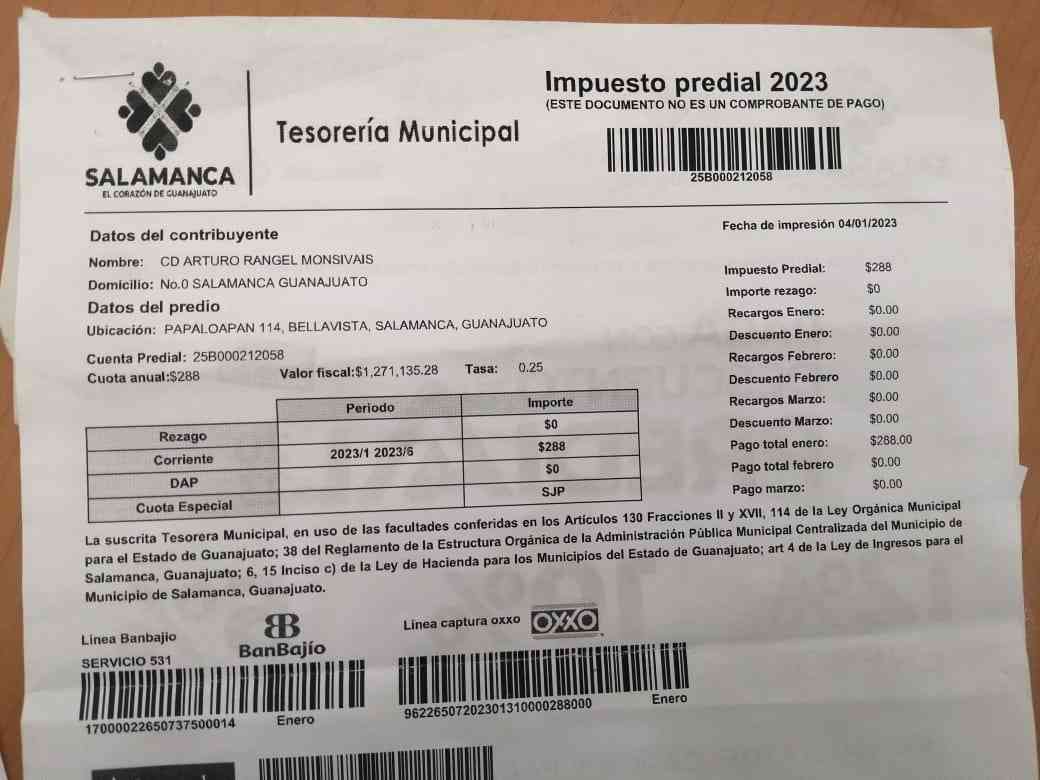 Impuesto predial 2023
(ESTE DOCUMENTO NO ES UN COMPROBANTE DE PAGO)
Tesorería Municipal
SALAMANCA
EL CORAZÓN DE GUANAJUATO
25B000212058
Fecha de impresión 04/01/2023
Datos del contribuyente
Nombre: CD ARTURO RANGEL MONSIVAIS
Domicilio: No.0 SALAMANCA GUANAJUATO
Datos del predio
Ubicación: PAPALOAPAN 114, BELLAVISTA, SALAMANCA, GUANAJUATO
Cuenta Predial: 25B000212058
Cuota anual:$288 Valor fiscal:$1,271,135.28 Tasa: 0.25
Periodo Importe
Rezago $0
Corriente 2023/1 2023/6 $288
DAP $0
Cuota Especial SJP
Impuesto Predial: $288
Importe rezago: $0
Recargos Enero: $0.00
Descuento Enero: $0.00
Recargos Febrero: $0.00
Descuento Febrero $0.00
Recargos Marzo: $0.00
Descuento Marzo: $0.00
Pago total enero: $288.00
Pago total febrero $0.00
Pago marzo: $0.00
La suscrita Tesorera Municipal, en uso de las facultades conferidas en los Artículos 130 Fracciones II y XVII, 114 de la Ley Orgánica Municipal
para el Estado de Guanajuato; 38 del Reglamento de la Estructura Orgánica de la Administración Pública Municipal Centralizada del Municipio de
Salamanca, Guanajuato; 6, 15 Inciso c) de la Ley de Hacienda para los Municipios del Estado de Guanajuato; art 4 de la Ley de Ingresos para el
Municipio de Salamanca, Guanajuato.
Línea Banbajio
BanBajío
SERVICIO 531
17000022650737500014 Enero
Línea captura oxxo OXXO
96226507202301310000288000 Enero